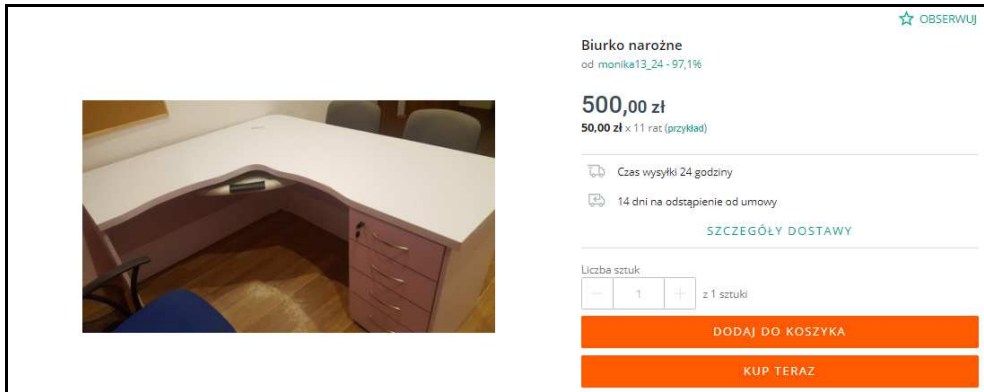 OBSERWUJ
Biurko narożne
od monika13_24 - 97,1%
500,00 zł
50,00 zł x 11 rat (przykład)
Czas wysyłki 24 godziny
14 dni na odstąpienie od umowy
SZCZEGÓŁY DOSTAWY
Liczba sztuk
— 1 + z 1 sztuki
DODAJ DO KOSZYKA
KUP TERAZ